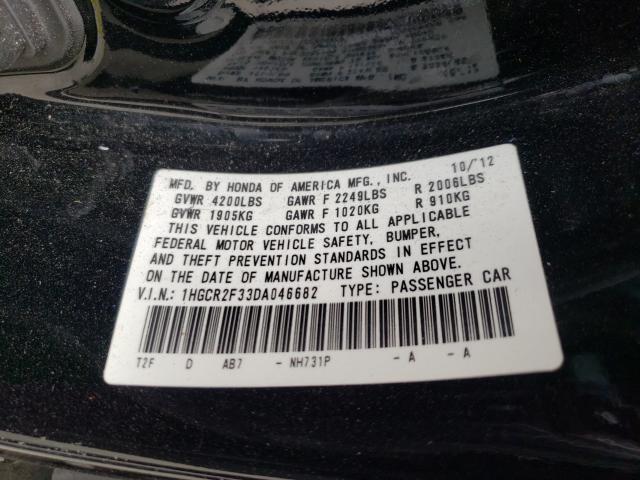 MFD. BY HONDA OF AMERICA MFG., INC. 10/'12
GVWR 4200LBS GAWR F 2249LBS R 2006LBS
GVWR 1905KG GAWR F 1020KG R 910KG
THIS VEHICLE CONFORMS TO ALL APPLICABLE
FEDERAL MOTOR VEHICLE SAFETY, BUMPER,
AND THEFT PREVENTION STANDARDS IN EFFECT
ON THE DATE OF MANUFACTURE SHOWN ABOVE.
V.I.N.: 1HGCR2F33DA046682 TYPE: PASSENGER CAR
T2F D AB7 - NH731P - A - A